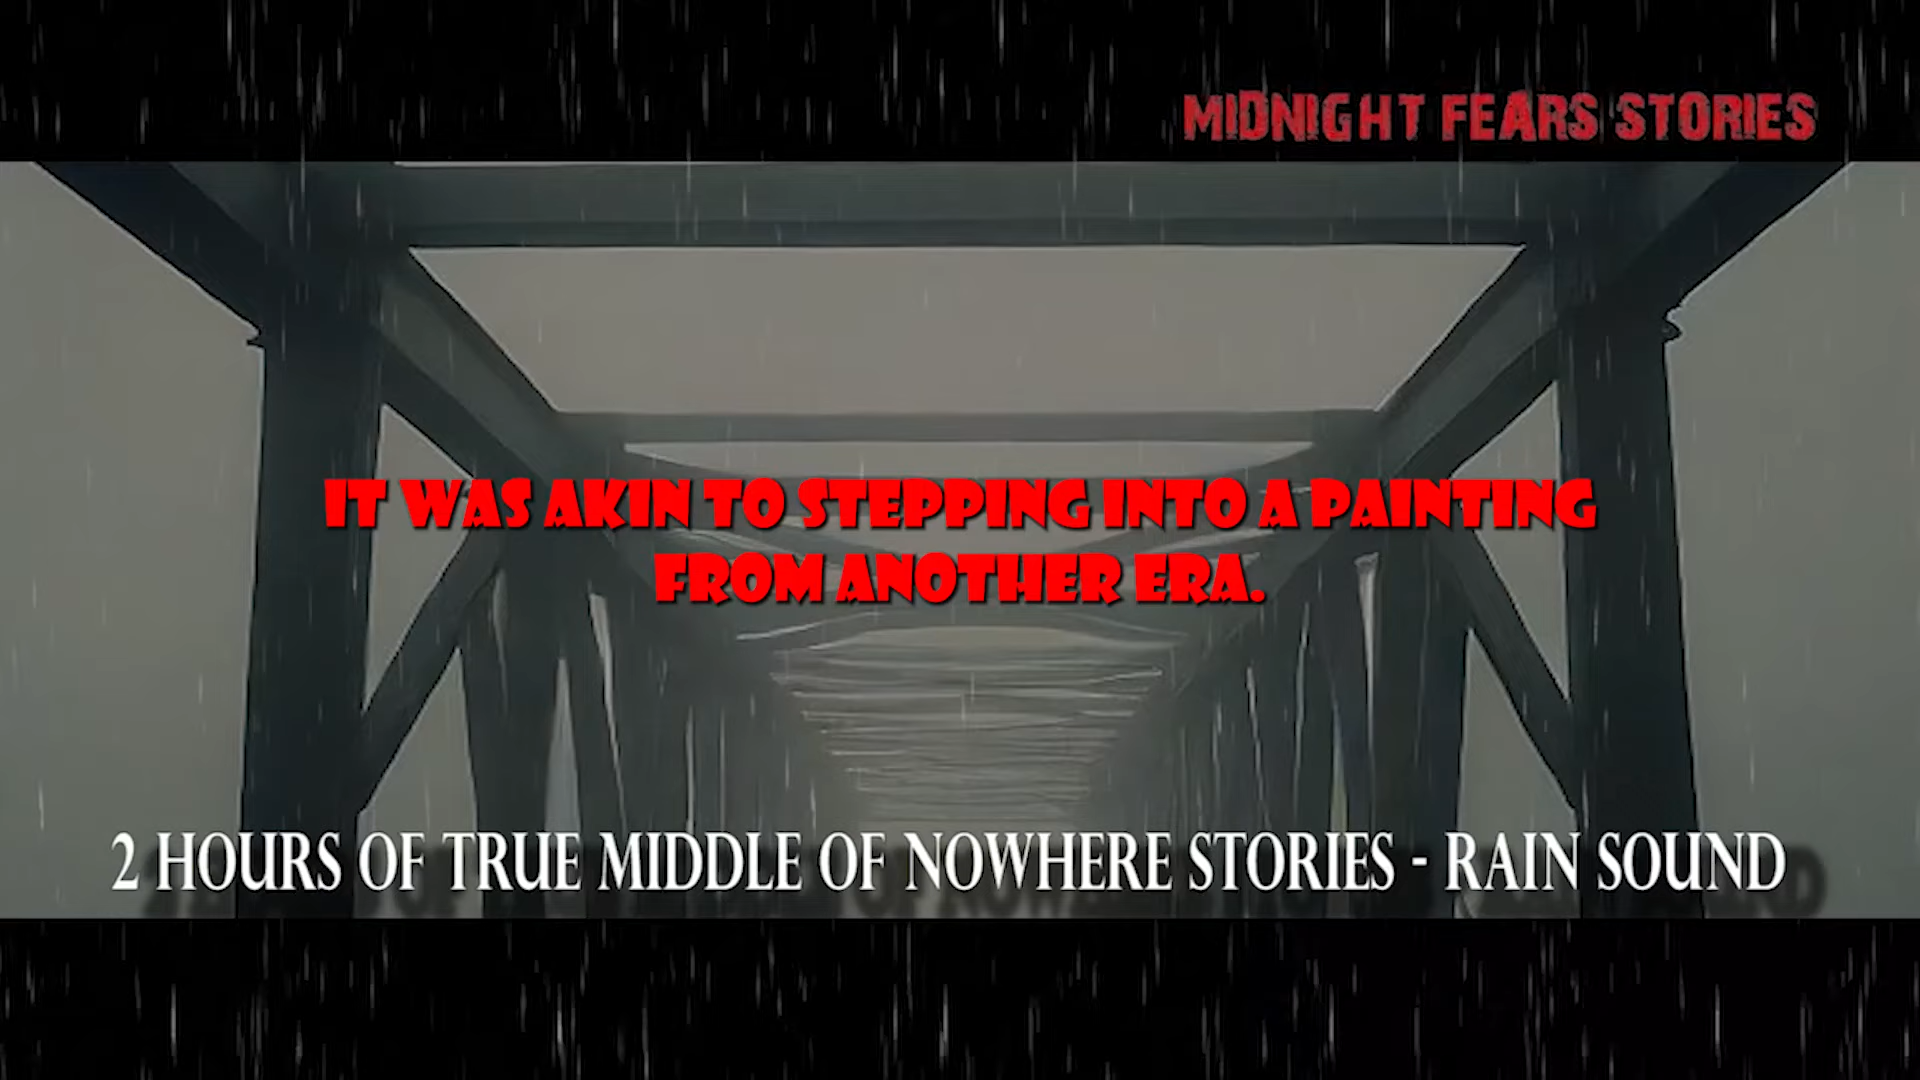 MIDNIGHT FEARS STORIES
IT WAS AKIN TO STEPPING INTO A PAINTING
FROM ANOTHER ERA.
2 HOURS OF TRUE MIDDLE OF NOWHERE STORIES - RAIN SOUND